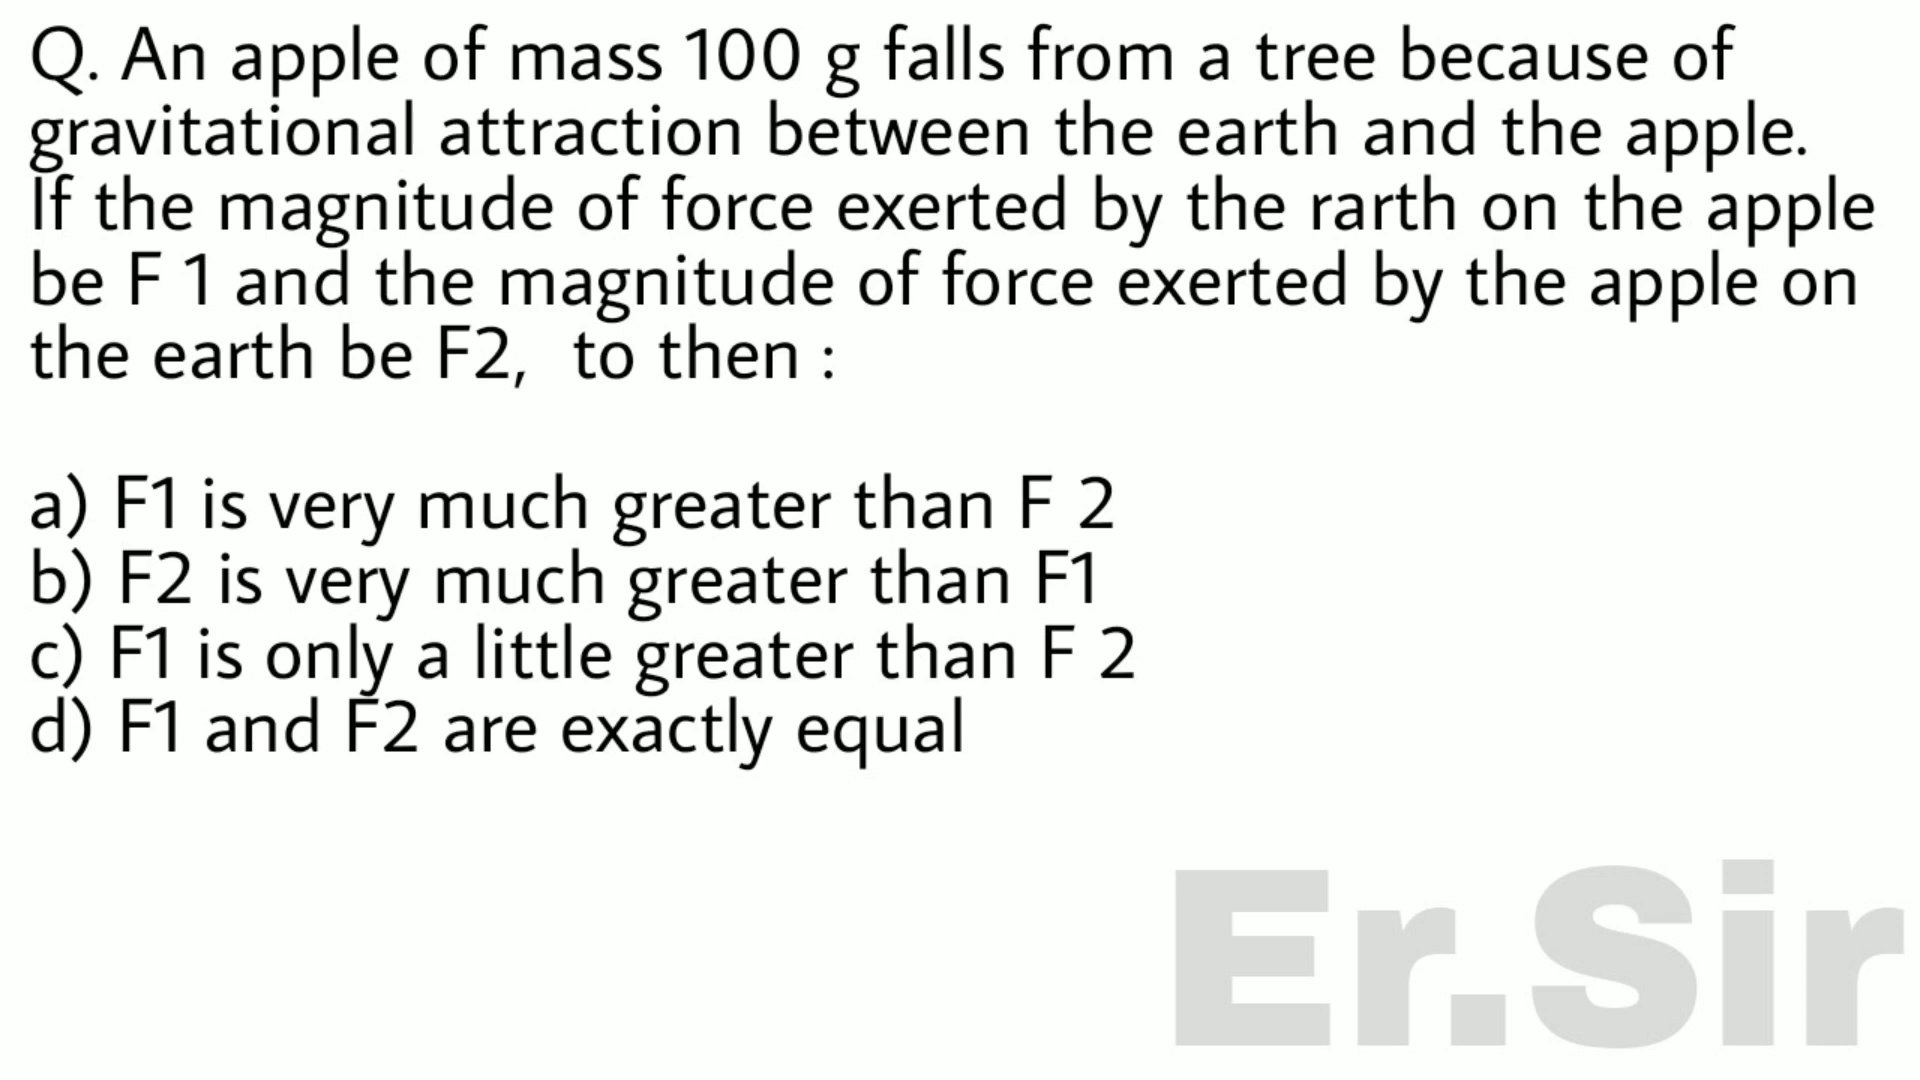 Q. An apple of mass 100 g falls from a tree because of
gravitational attraction between the earth and the apple.
If the magnitude of force exerted by the rarth on the apple
be F 1 and the magnitude of force exerted by the apple on
the earth be F2,  to then :
a) F1 is very much greater than F 2
b) F2 is very much greater than F1
c) F1 is only a little greater than F 2
d) F1 and F2 are exactly equal
Er.Sir